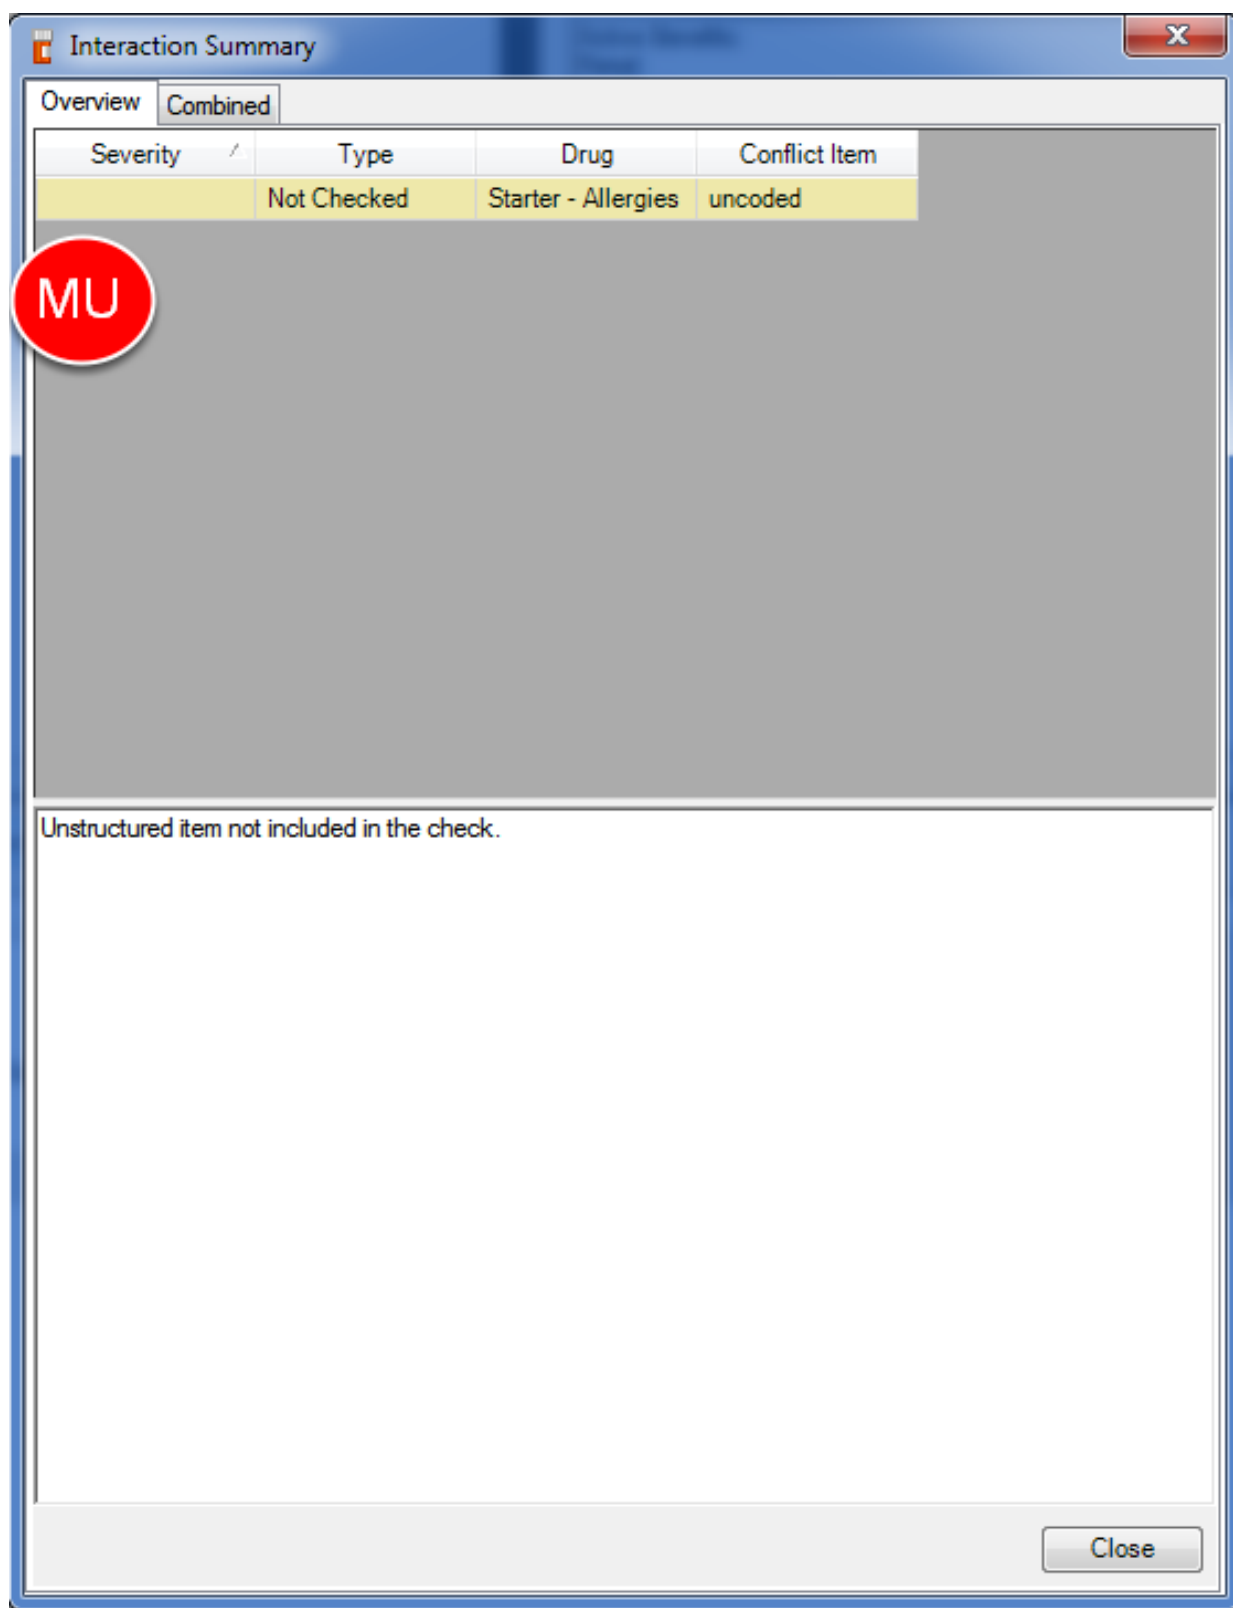 Interaction Summary
x
Overview Combined
Severity Type Drug Conflict Item
Not Checked Starter - Allergies uncoded
MU
Unstructured item not included in the check.
Close